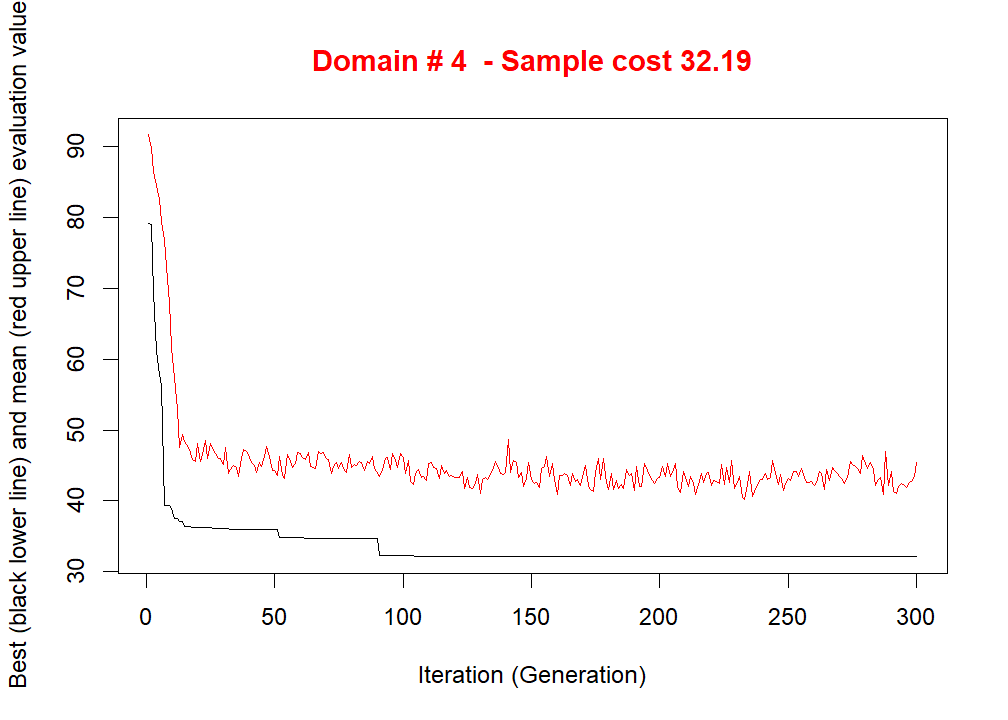 Domain # 4  - Sample cost 32.19
Best (black lower line) and mean (red upper line) evaluation value
90
80
70
60
50
40
30
0 50 100 150 200 250 300
Iteration (Generation)